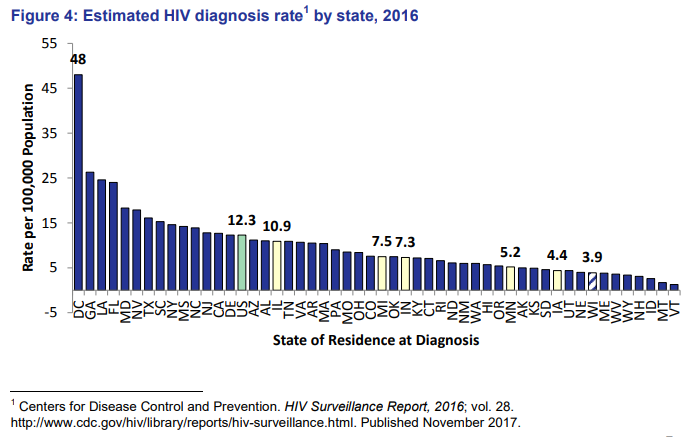 Figure 4: Estimated HIV diagnosis rate¹ by state, 2016
Rate per 100,000 Population
55
45
35
25
15
5
-5
48
12.3
10.9
7.5
7.3
5.2
4.4
3.9
DC
GA
LA
FL
MD
NV
TX
SC
NY
MS
NC
NJ
CA
DE
US
AZ
AL
IL
TN
VA
AR
MA
PA
MO
OH
CO
MI
OK
IN
KY
CT
RI
ND
NM
WA
HI
OR
MN
AK
KS
SD
IA
UT
NE
WI
ME
WV
WY
NH
ID
MT
VT
State of Residence at Diagnosis
¹ Centers for Disease Control and Prevention. HIV Surveillance Report, 2016; vol. 28.
http://www.cdc.gov/hiv/library/reports/hiv-surveillance.html. Published November 2017.